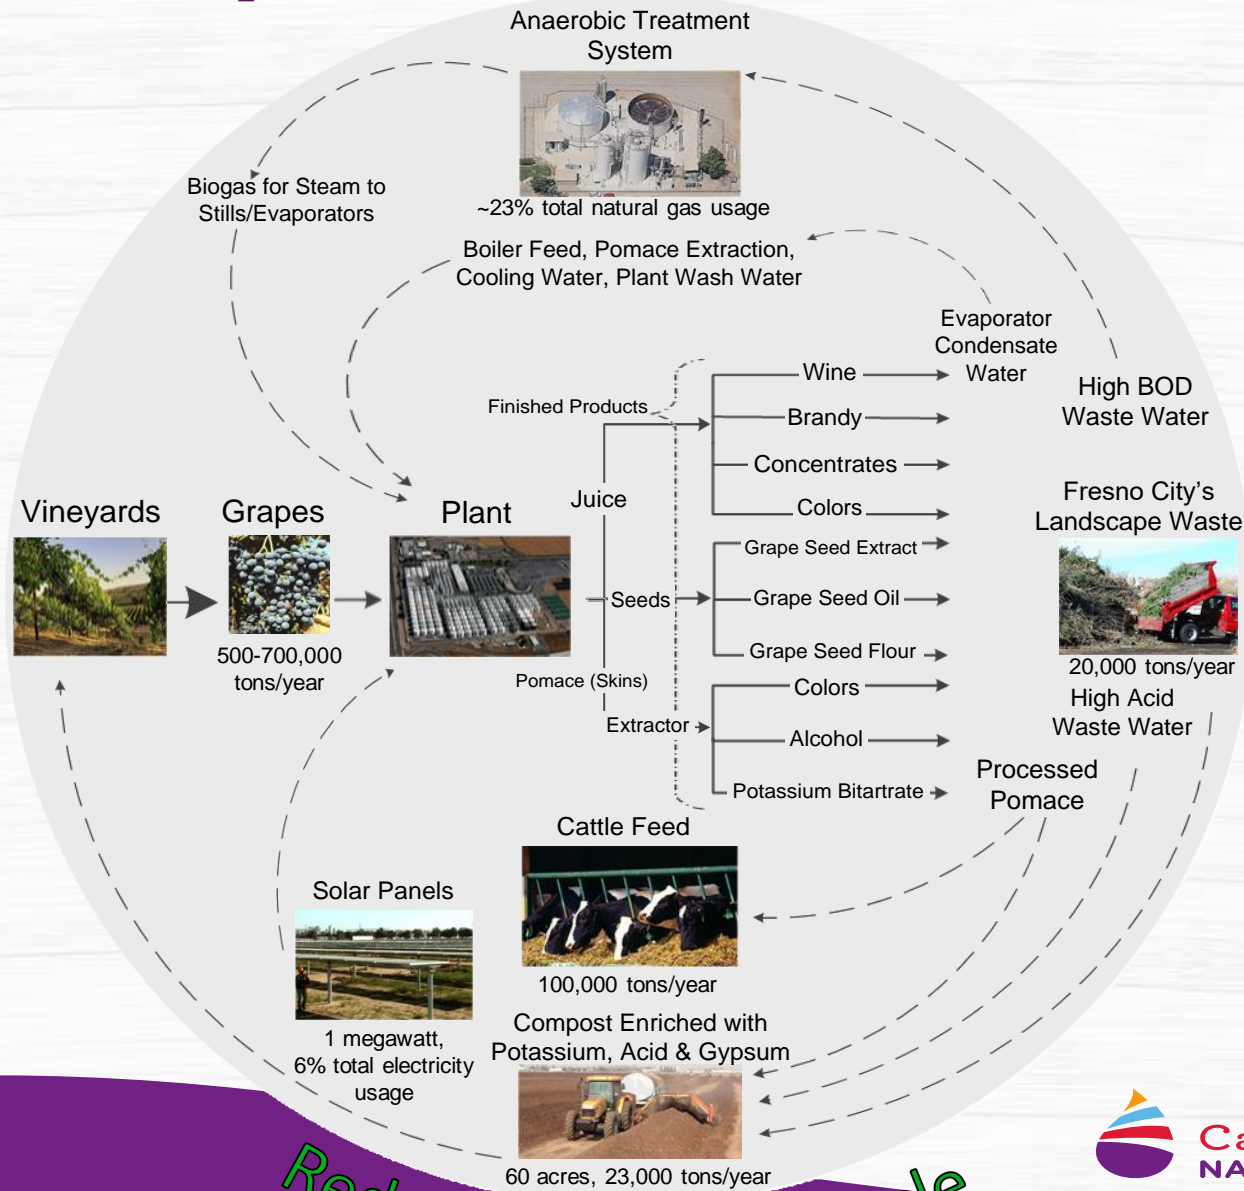 Anaerobic Treatment
System
~23% total natural gas usage
Biogas for Steam to
Stills/Evaporators
Boiler Feed, Pomace Extraction,
Cooling Water, Plant Wash Water
Evaporator
Condensate
Water
High BOD
Waste Water
Finished Products
Wine
Brandy
Concentrates
Colors
Juice
Vineyards
Grapes
500-700,000
tons/year
Plant
Seeds
Grape Seed Extract
Grape Seed Oil
Grape Seed Flour
Pomace (Skins)
Extractor
Colors
Alcohol
Potassium Bitartrate
Fresno City's
Landscape Waste
20,000 tons/year
High Acid
Waste Water
Processed
Pomace
Cattle Feed
100,000 tons/year
Solar Panels
1 megawatt,
6% total electricity
usage
Compost Enriched with
Potassium, Acid & Gypsum
60 acres, 23,000 tons/year